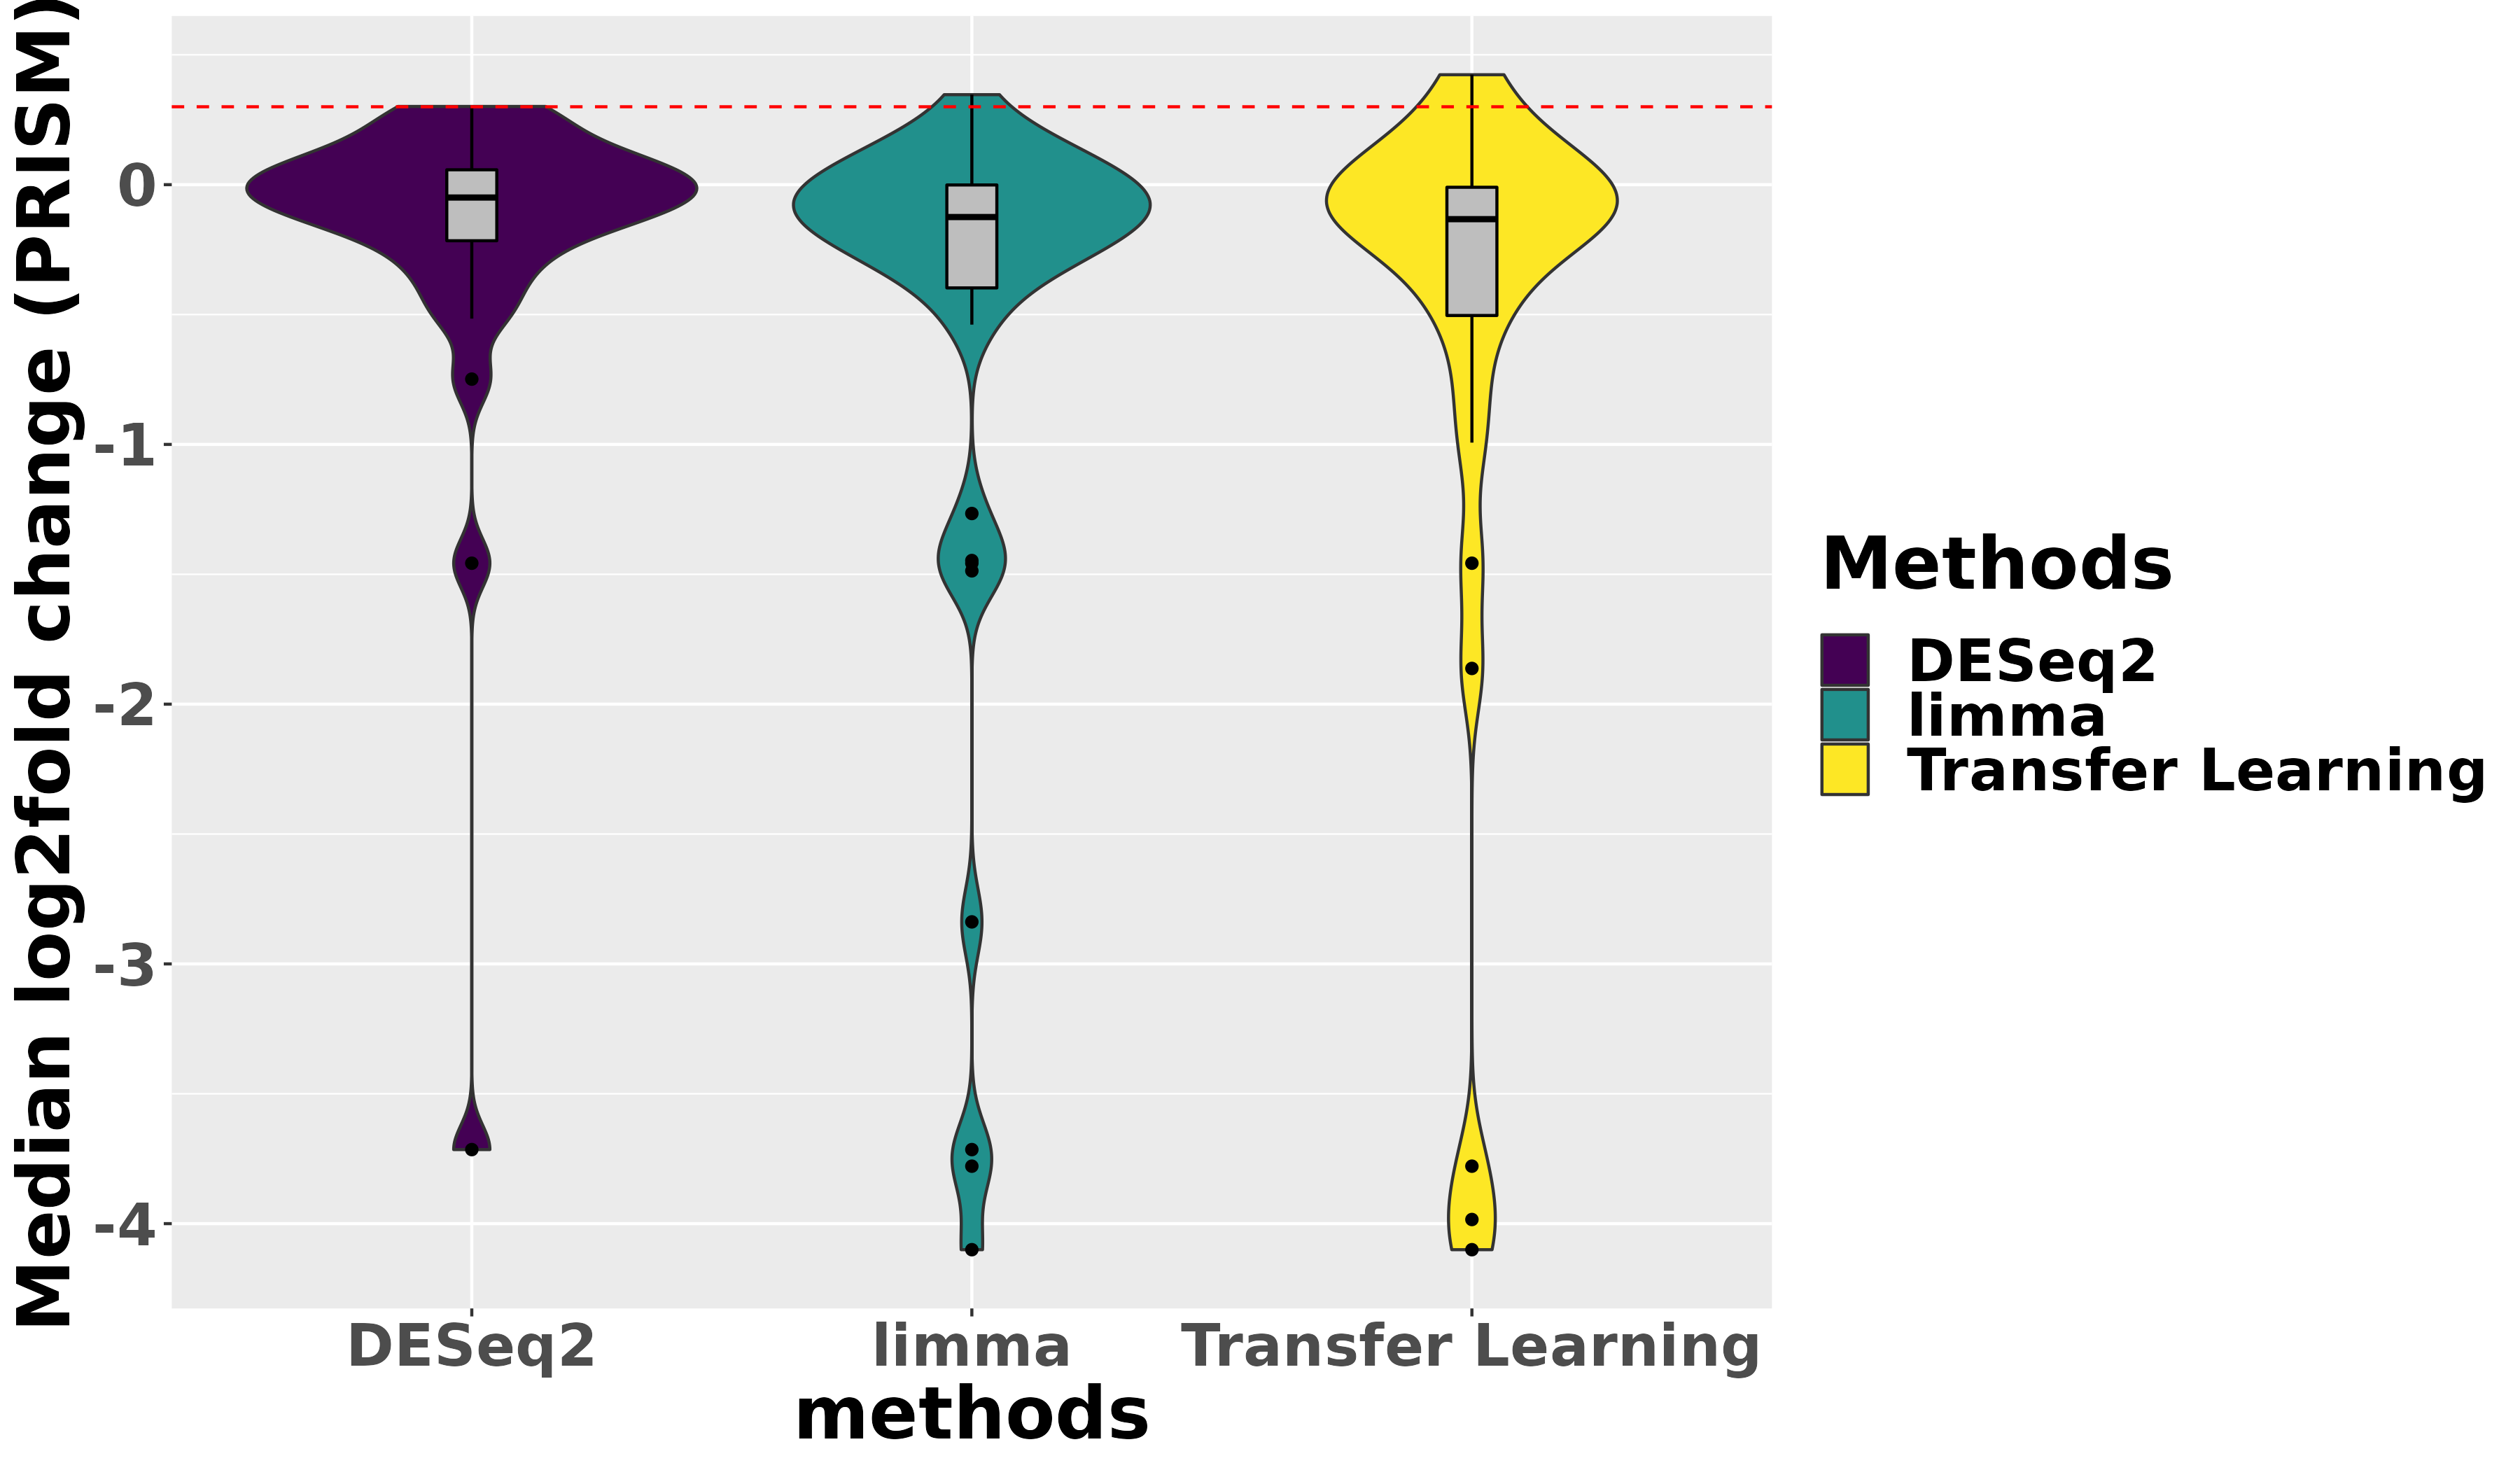 Median log2fold change (PRISM)
0
-1
-2
-3
-4
DESeq2
limma
Transfer Learning
methods
Methods
DESeq2
limma
Transfer Learning